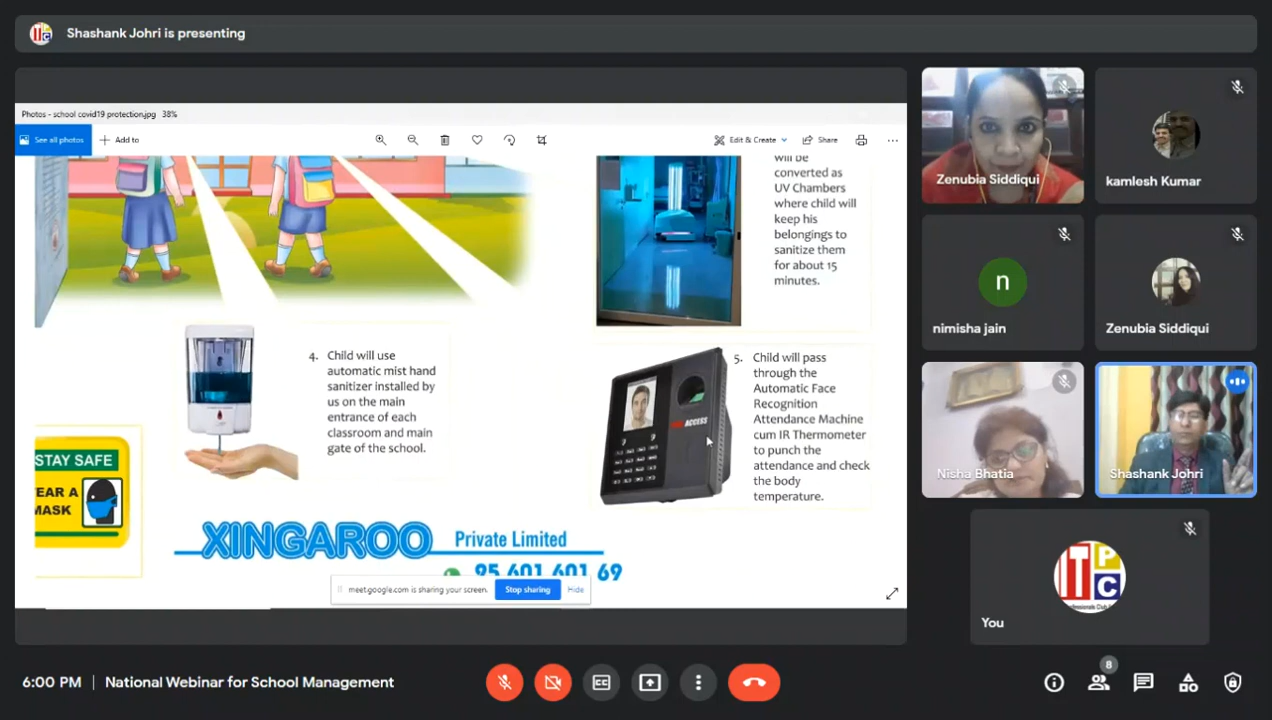 Shashank Johri is presenting
Photos - school covid19 protection.jpg 38%
See all photos
Add to
Edit & Create
Share
will be
converted as
UV Chambers
where child will
keep his
belongings to
sanitize them
for about 15
minutes.
4. Child will use
automatic mist hand
sanitizer installed by
us on the main
entrance of each
classroom and main
gate of the school.
5. Child will pass
through the
Automatic Face
Recognition
Attendance Machine
cum IR Thermometer
to punch the
attendance and check
the body
temperature.
ACCESS
STAY SAFE
EAR A
MASK
XINGAROO Private Limited
95 601 601 69
meet.google.com is sharing your screen.
Stop sharing
Hide
Zenubia Siddiqui
kamlesh Kumar
n
nimisha jain
Zenubia Siddiqui
Nisha Bhatia
Shashank Johri
ITPC
You
6:00 PM | National Webinar for School Management
CC
8